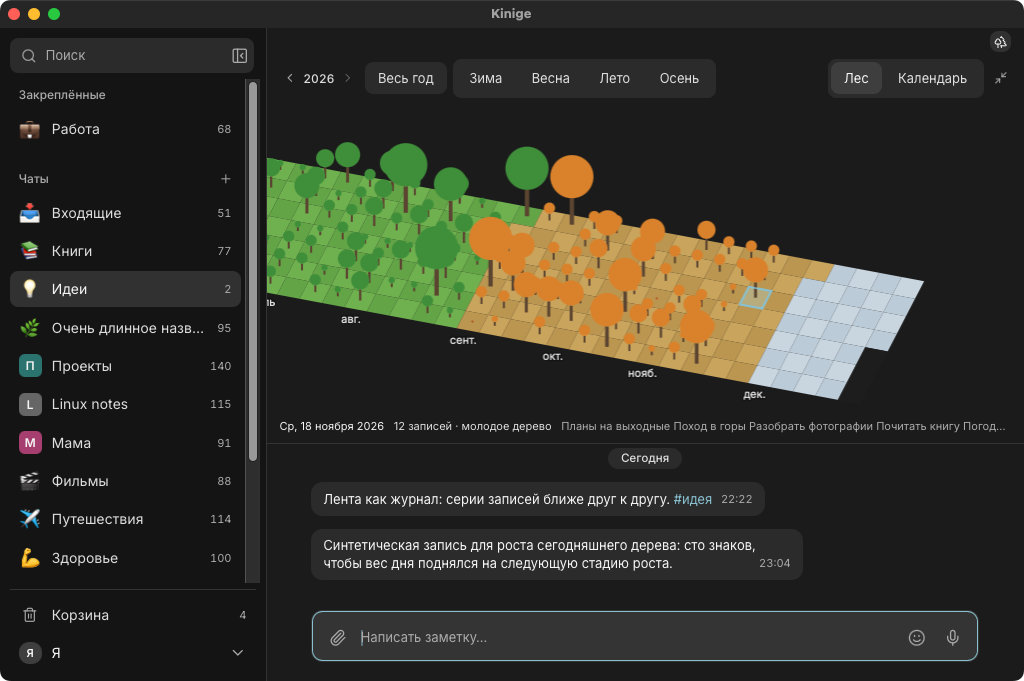 Kinige
Поиск
Закреплённые
Работа 68
Чаты +
Входящие 51
Книги 77
Идеи 2
Очень длинное назв... 95
П Проекты 140
L Linux notes 115
М Мама 91
Фильмы 88
Путешествия 114
Здоровье 100
Корзина 4
Я Я
2026 Весь год Зима Весна Лето Осень Лес Календарь
авг.
сент.
окт.
нояб.
дек.
Ср, 18 ноября 2026 12 записей · молодое дерево Планы на выходные Поход в горы Разобрать фотографии Почитать книгу Погод...
Сегодня
Лента как журнал: серии записей ближе друг к другу. #идея 22:22
Синтетическая запись для роста сегодняшнего дерева: сто знаков,
чтобы вес дня поднялся на следующую стадию роста. 23:04
Написать заметку...